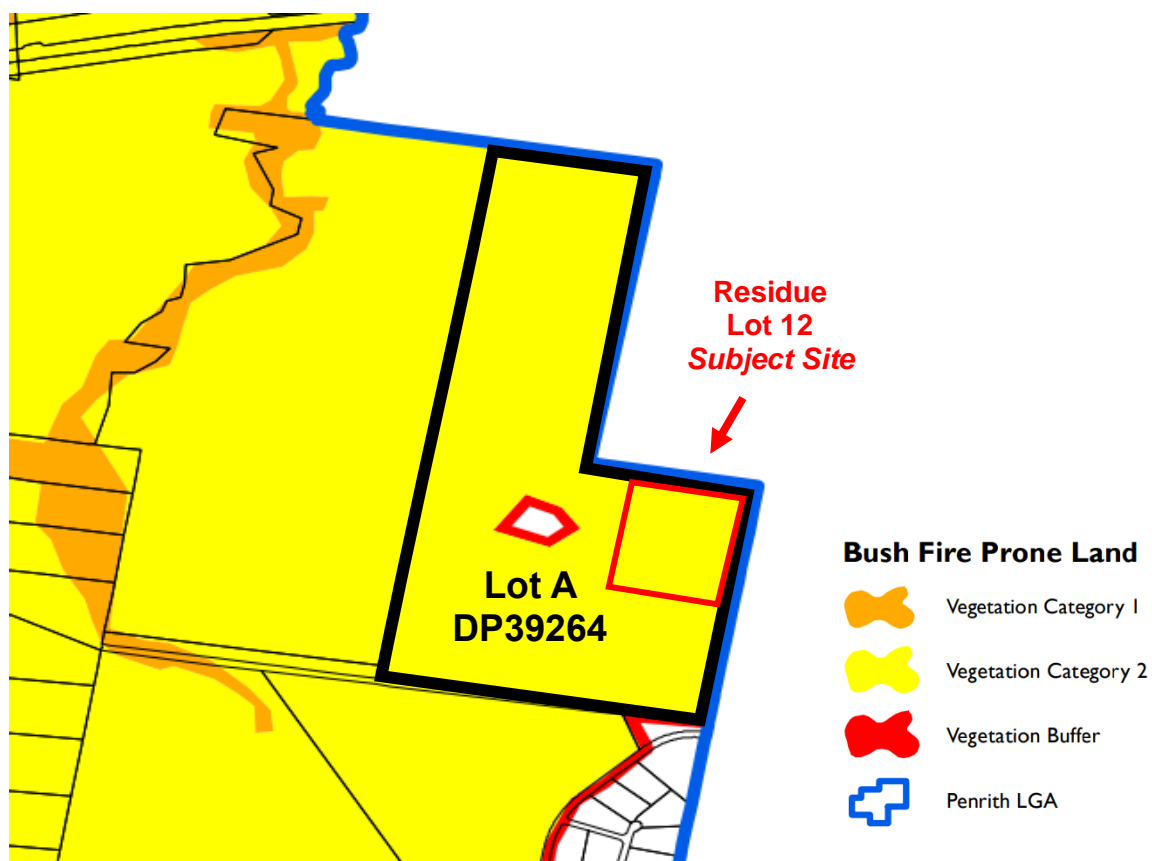 Residue
Lot 12
Subject Site
Lot A
DP39264
Bush Fire Prone Land
Vegetation Category 1
Vegetation Category 2
Vegetation Buffer
Penrith LGA